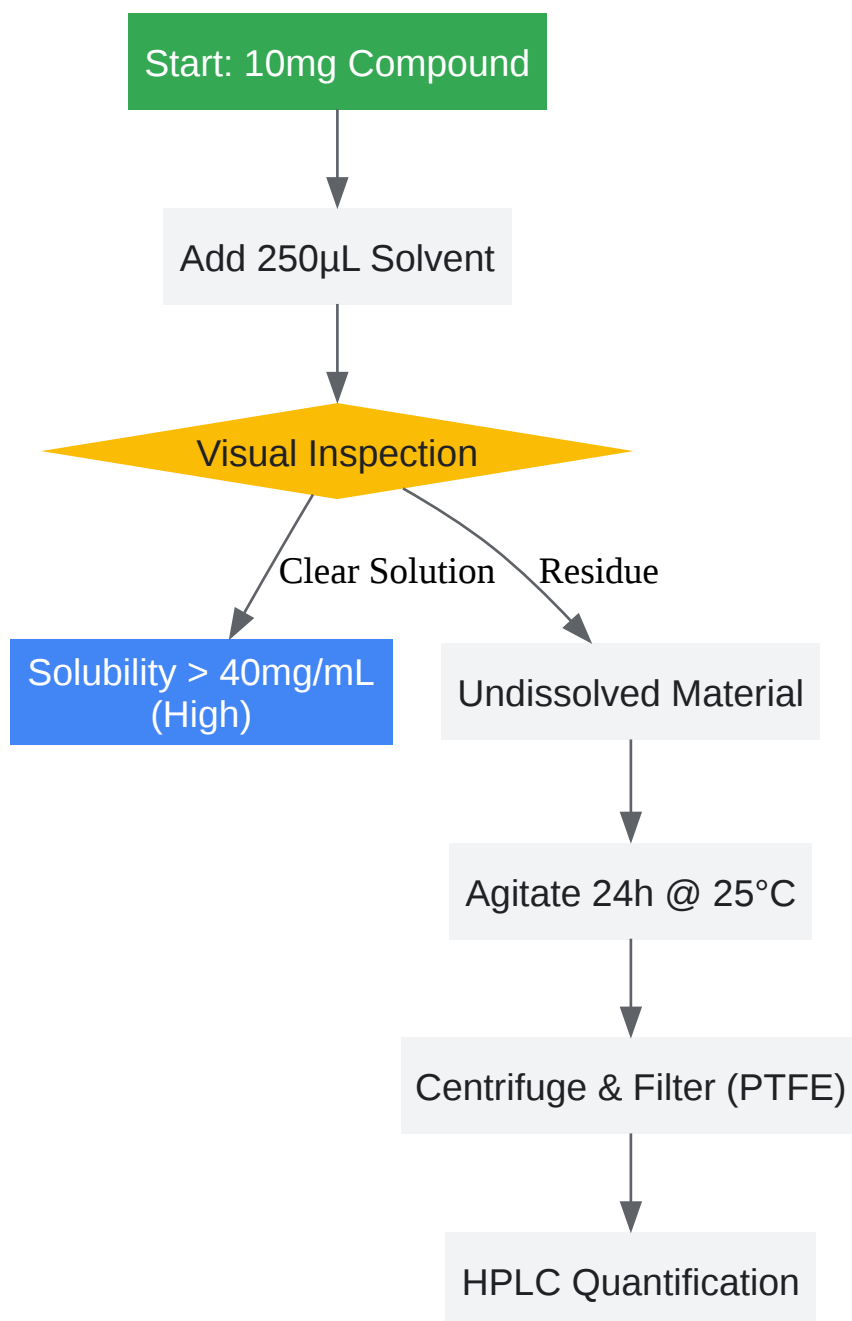 Start: 10mg Compound
Add 250µL Solvent
Visual Inspection
Clear Solution
Residue
Solubility > 40mg/mL
(High)
Undissolved Material
Agitate 24h @ 25°C
Centrifuge & Filter (PTFE)
HPLC Quantification